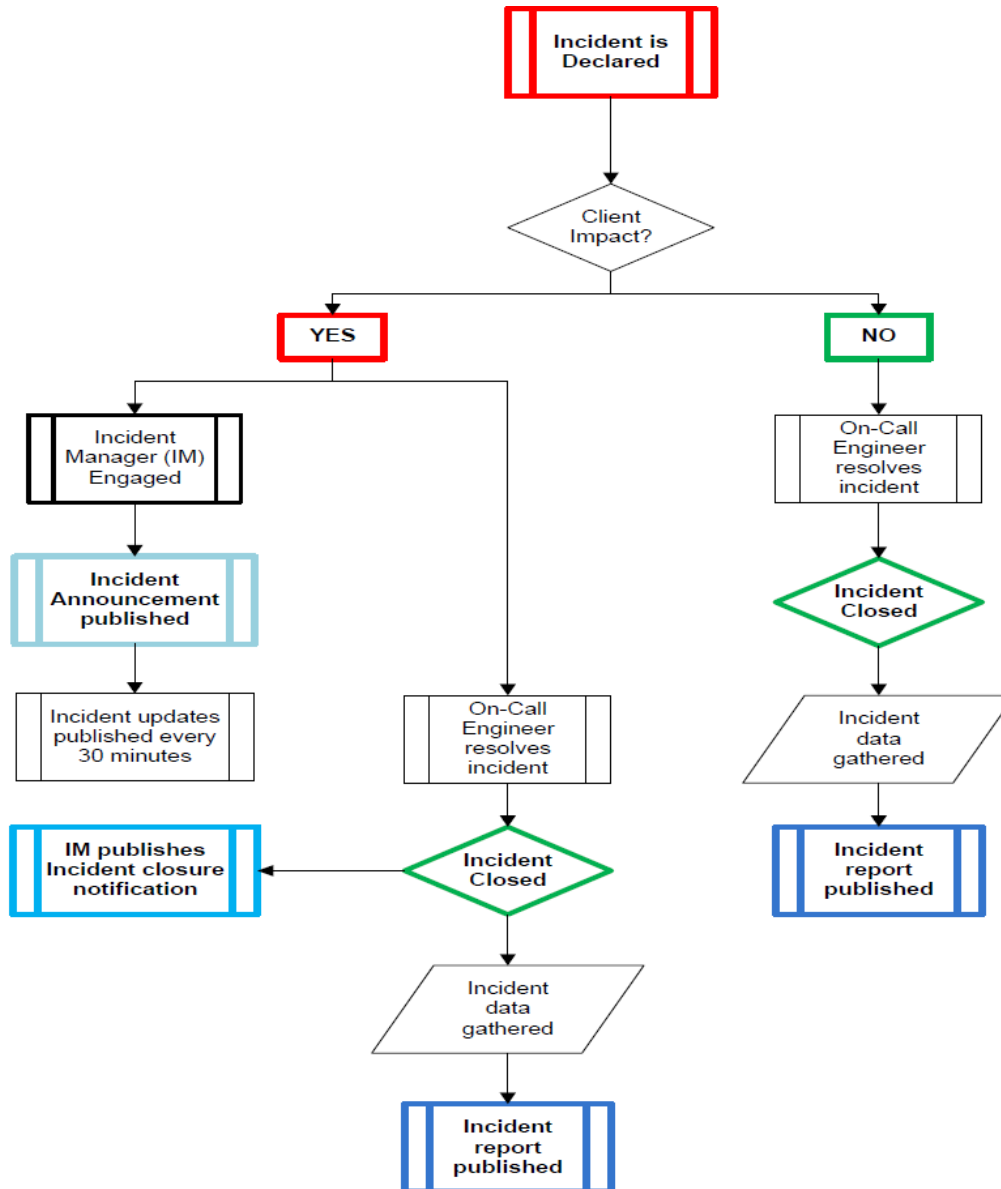 Incident is
Declared
Client
Impact?
YES
NO
Incident
Manager (IM)
Engaged
On-Call
Engineer
resolves
incident
Incident
Announcement
published
Incident
Closed
Incident updates
published every
30 minutes
On-Call
Engineer
resolves
incident
Incident
data
gathered
IM publishes
Incident closure
notification
Incident
Closed
Incident
report
published
Incident
data
gathered
Incident
report
published